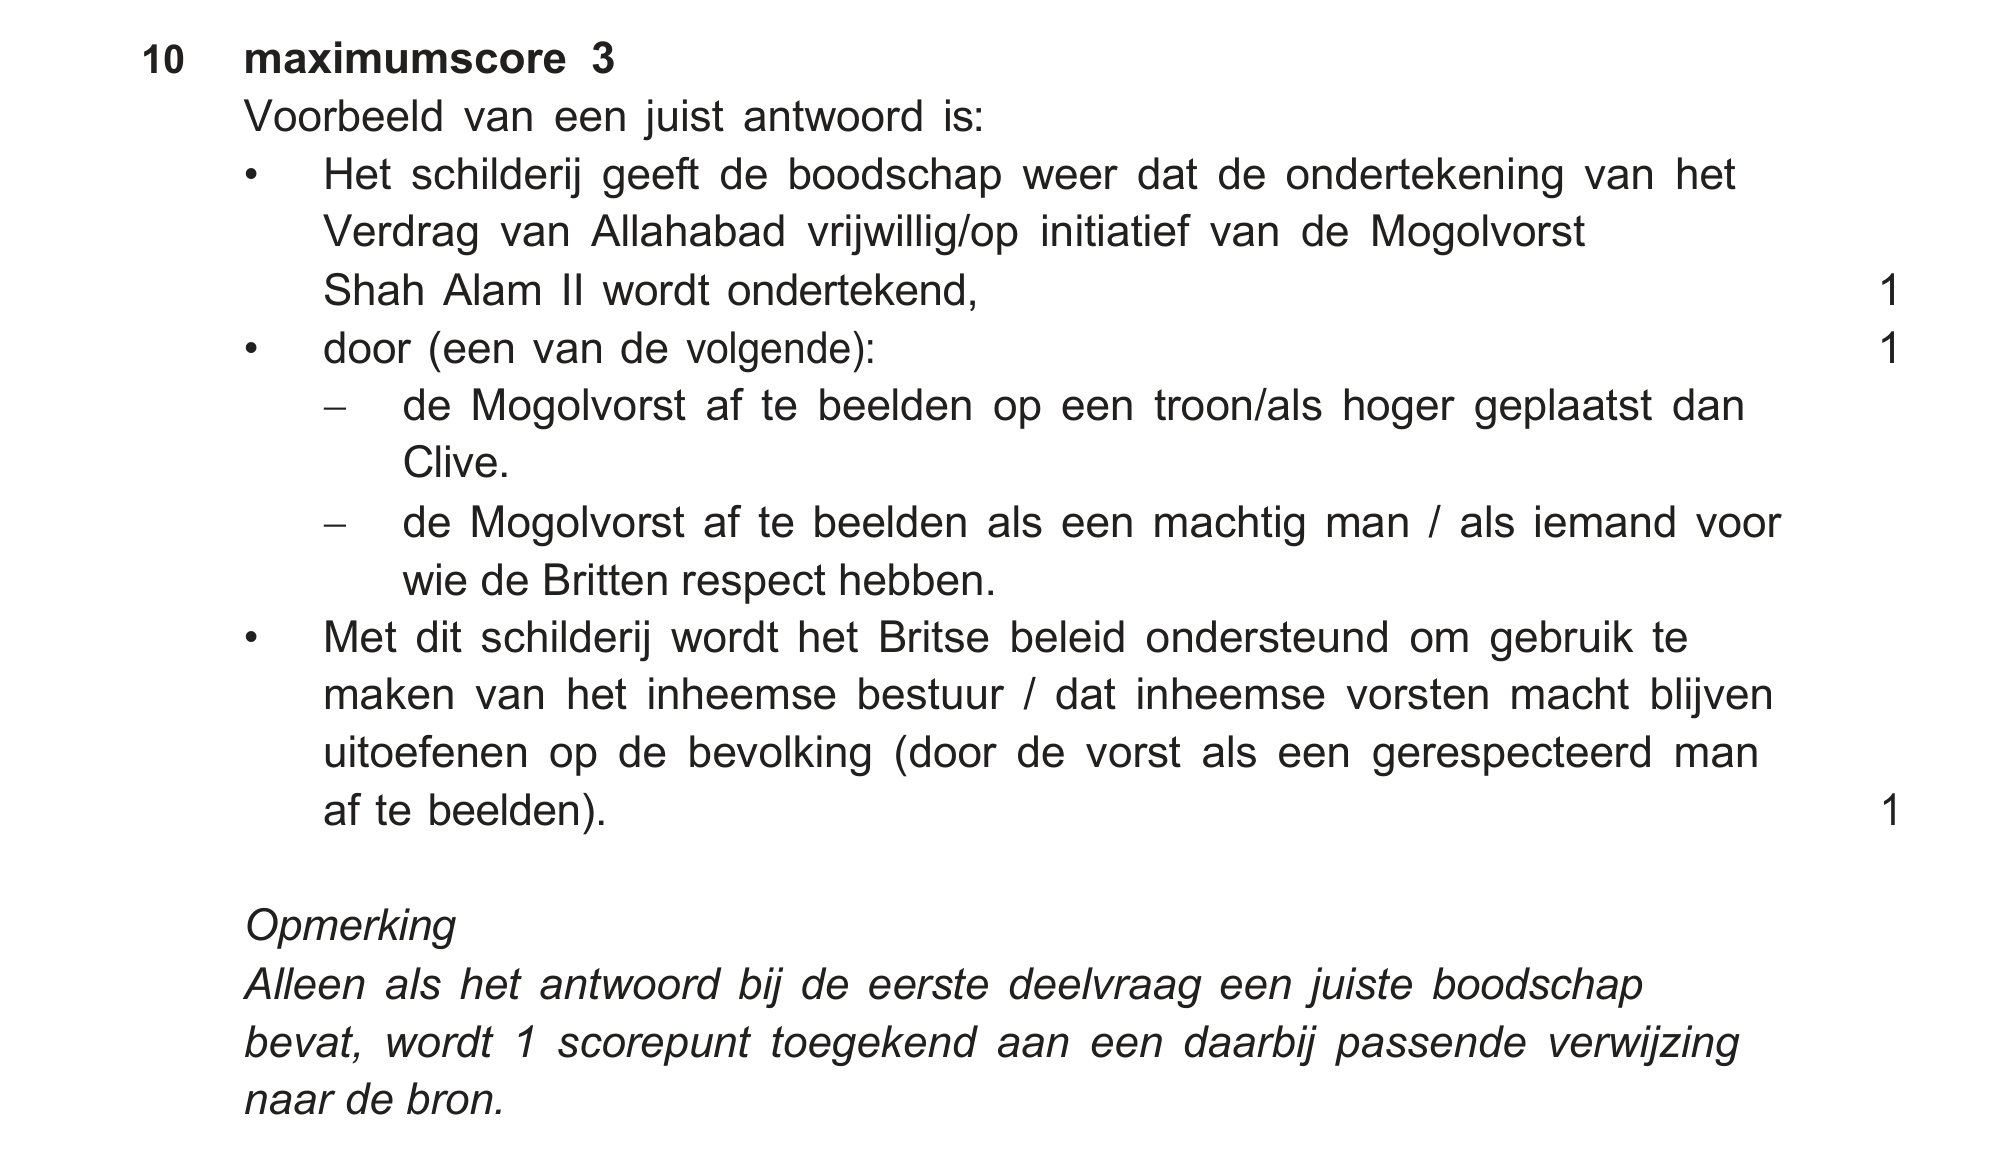 10 maximumscore 3
Voorbeeld van een juist antwoord is:
• Het schilderij geeft de boodschap weer dat de ondertekening van het
Verdrag van Allahabad vrijwillig/op initiatief van de Mogolvorst
Shah Alam II wordt ondertekend, 1
• door (een van de volgende): 1
− de Mogolvorst af te beelden op een troon/als hoger geplaatst dan
Clive.
− de Mogolvorst af te beelden als een machtig man / als iemand voor
wie de Britten respect hebben.
• Met dit schilderij wordt het Britse beleid ondersteund om gebruik te
maken van het inheemse bestuur / dat inheemse vorsten macht blijven
uitoefenen op de bevolking (door de vorst als een gerespecteerd man
af te beelden). 1
Opmerking
Alleen als het antwoord bij de eerste deelvraag een juiste boodschap
bevat, wordt 1 scorepunt toegekend aan een daarbij passende verwijzing
naar de bron.